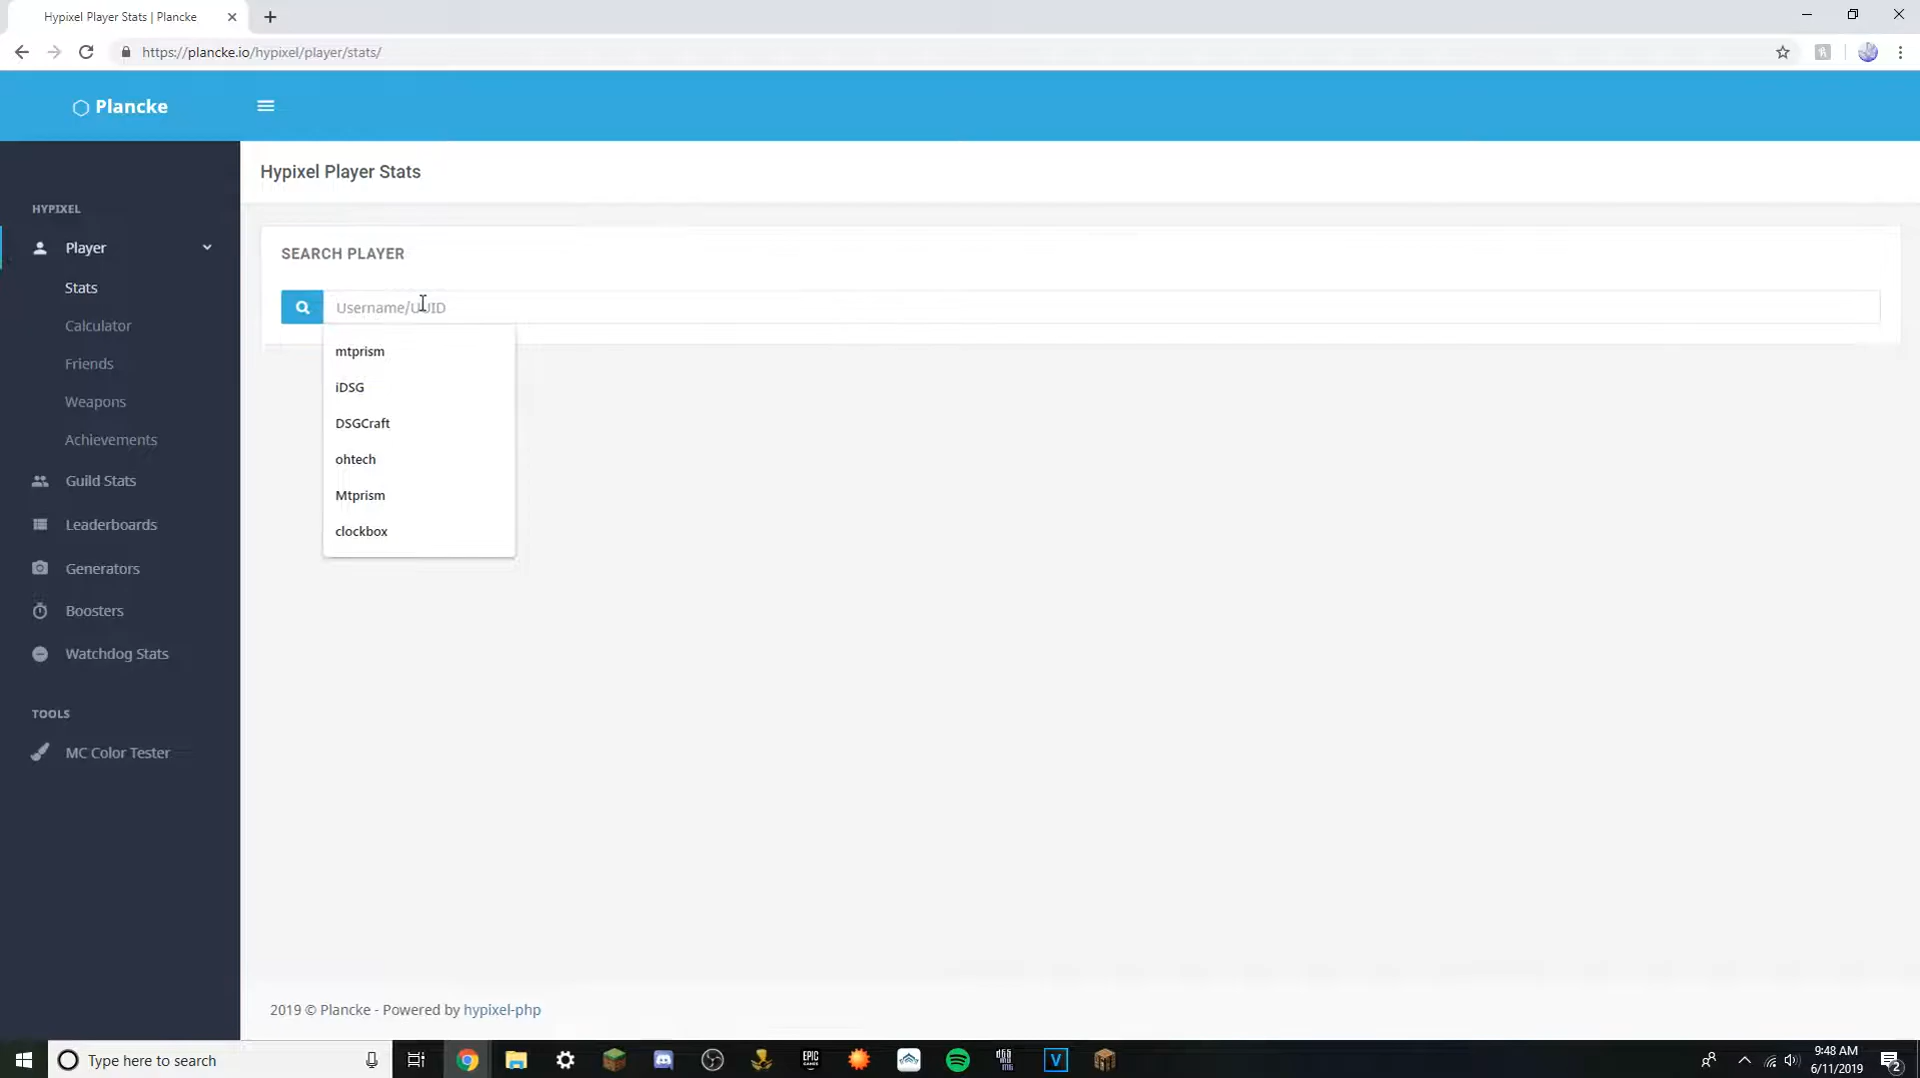 Hypixel Player Stats | Plancke
https://plancke.io/hypixel/player/stats/
Plancke
Hypixel Player Stats
HYPIXEL
Player
Stats
Calculator
Friends
Weapons
Achievements
Guild Stats
Leaderboards
Generators
Boosters
Watchdog Stats
TOOLS
MC Color Tester
SEARCH PLAYER
Username/UUID
mtprism
iDSG
DSGCraft
ohtech
Mtprism
clockbox
2019 © Plancke - Powered by hypixel-php
Type here to search
EPIC
GAMES
V
9:48 AM
6/11/2019
2